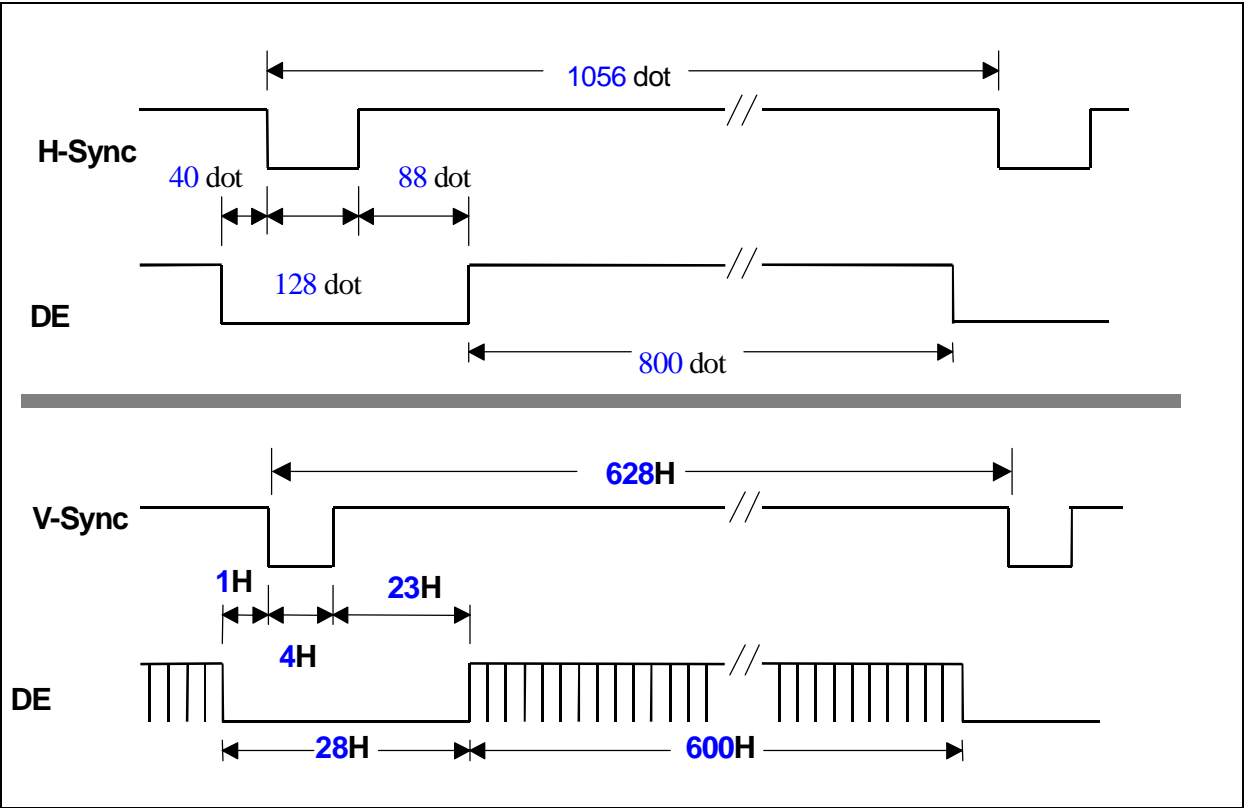 1056 dot
H-Sync
40 dot
88 dot
128 dot
DE
800 dot
628H
V-Sync
1H
23H
4H
DE
28H
600H